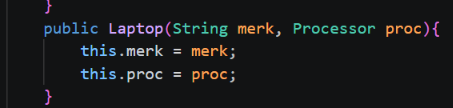 }
public Laptop(String merk, Processor proc){
this.merk = merk;
this.proc = proc;
}